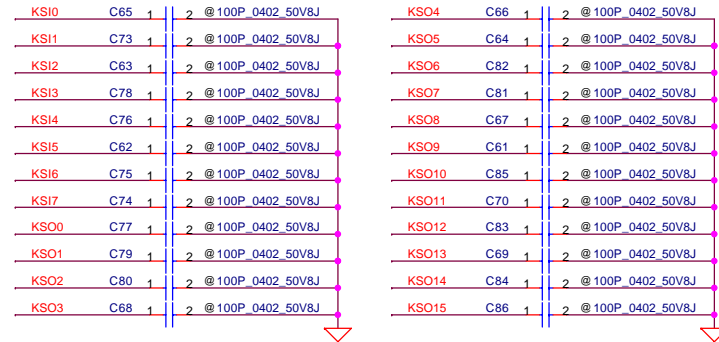 KSI0 C65 1 2 @100P_0402_50V8J
KSI1 C73 1 2 @100P_0402_50V8J
KSI2 C63 1 2 @100P_0402_50V8J
KSI3 C78 1 2 @100P_0402_50V8J
KSI4 C76 1 2 @100P_0402_50V8J
KSI5 C62 1 2 @100P_0402_50V8J
KSI6 C75 1 2 @100P_0402_50V8J
KSI7 C74 1 2 @100P_0402_50V8J
KSO0 C77 1 2 @100P_0402_50V8J
KSO1 C79 1 2 @100P_0402_50V8J
KSO2 C80 1 2 @100P_0402_50V8J
KSO3 C68 1 2 @100P_0402_50V8J
KSO4 C66 1 2 @100P_0402_50V8J
KSO5 C64 1 2 @100P_0402_50V8J
KSO6 C82 1 2 @100P_0402_50V8J
KSO7 C81 1 2 @100P_0402_50V8J
KSO8 C67 1 2 @100P_0402_50V8J
KSO9 C61 1 2 @100P_0402_50V8J
KSO10 C85 1 2 @100P_0402_50V8J
KSO11 C70 1 2 @100P_0402_50V8J
KSO12 C83 1 2 @100P_0402_50V8J
KSO13 C69 1 2 @100P_0402_50V8J
KSO14 C84 1 2 @100P_0402_50V8J
KSO15 C86 1 2 @100P_0402_50V8J